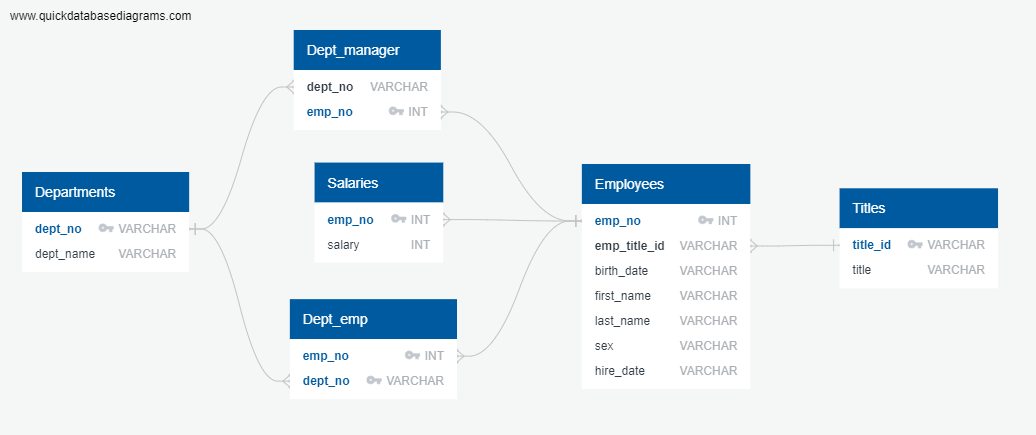 www.quickdatabasediagrams.com
Dept_manager
dept_no VARCHAR
emp_no INT
Departments
dept_no VARCHAR
dept_name VARCHAR
Salaries
emp_no INT
salary INT
Dept_emp
emp_no INT
dept_no VARCHAR
Employees
emp_no INT
emp_title_id VARCHAR
birth_date VARCHAR
first_name VARCHAR
last_name VARCHAR
sex VARCHAR
hire_date VARCHAR
Titles
title_id VARCHAR
title VARCHAR